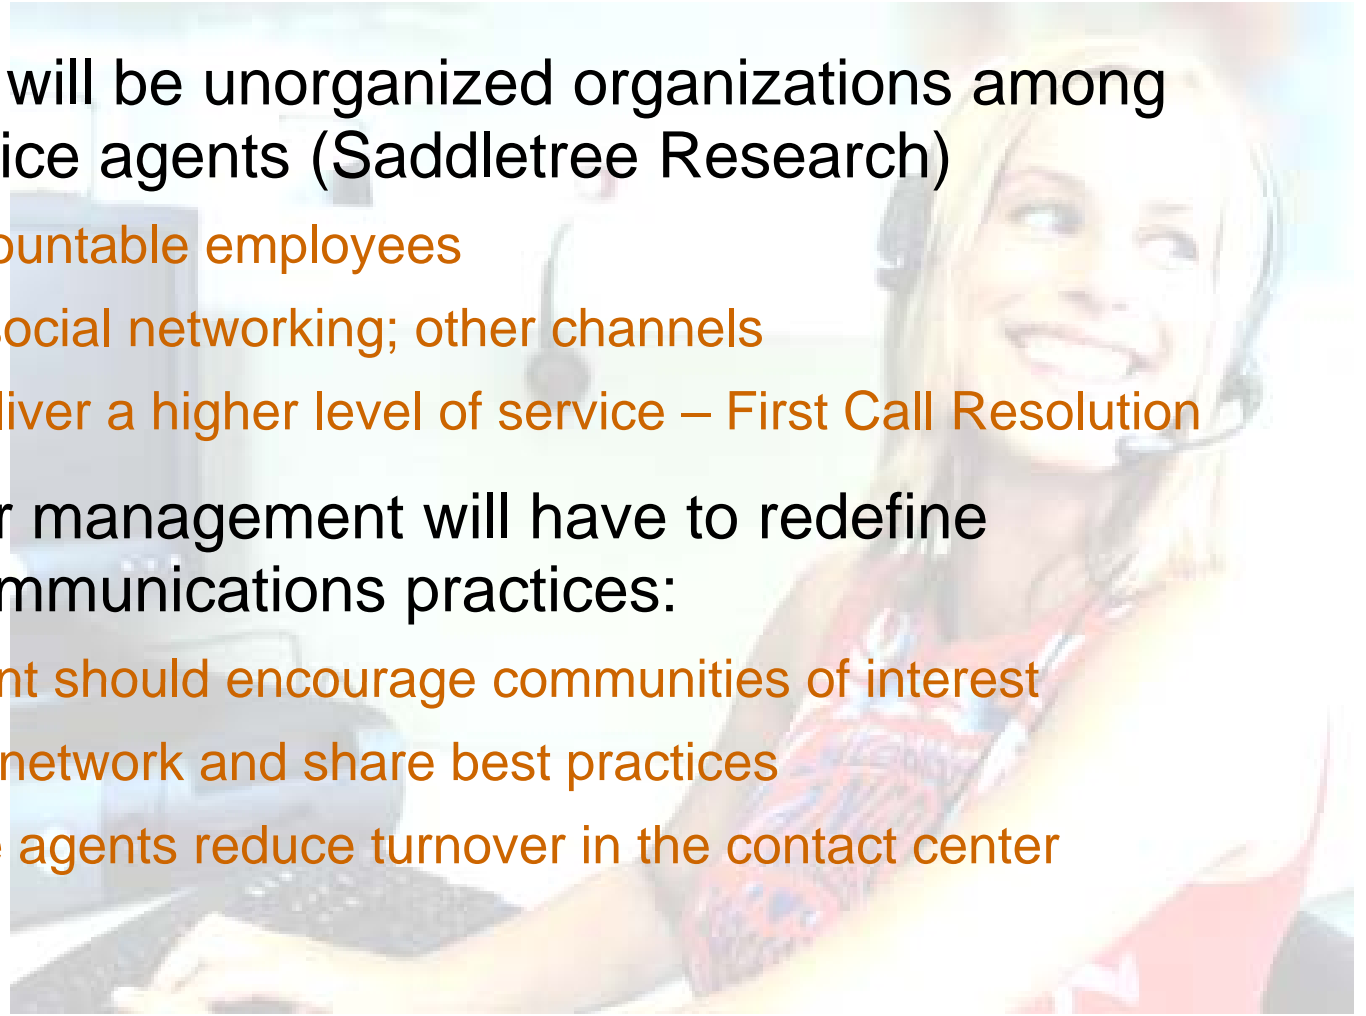 will be unorganized organizations among
ice agents (Saddletree Research)
ountable employees
social networking; other channels
liver a higher level of service – First Call Resolution
r management will have to redefine
mmunications practices:
nt should encourage communities of interest
network and share best practices
e agents reduce turnover in the contact center